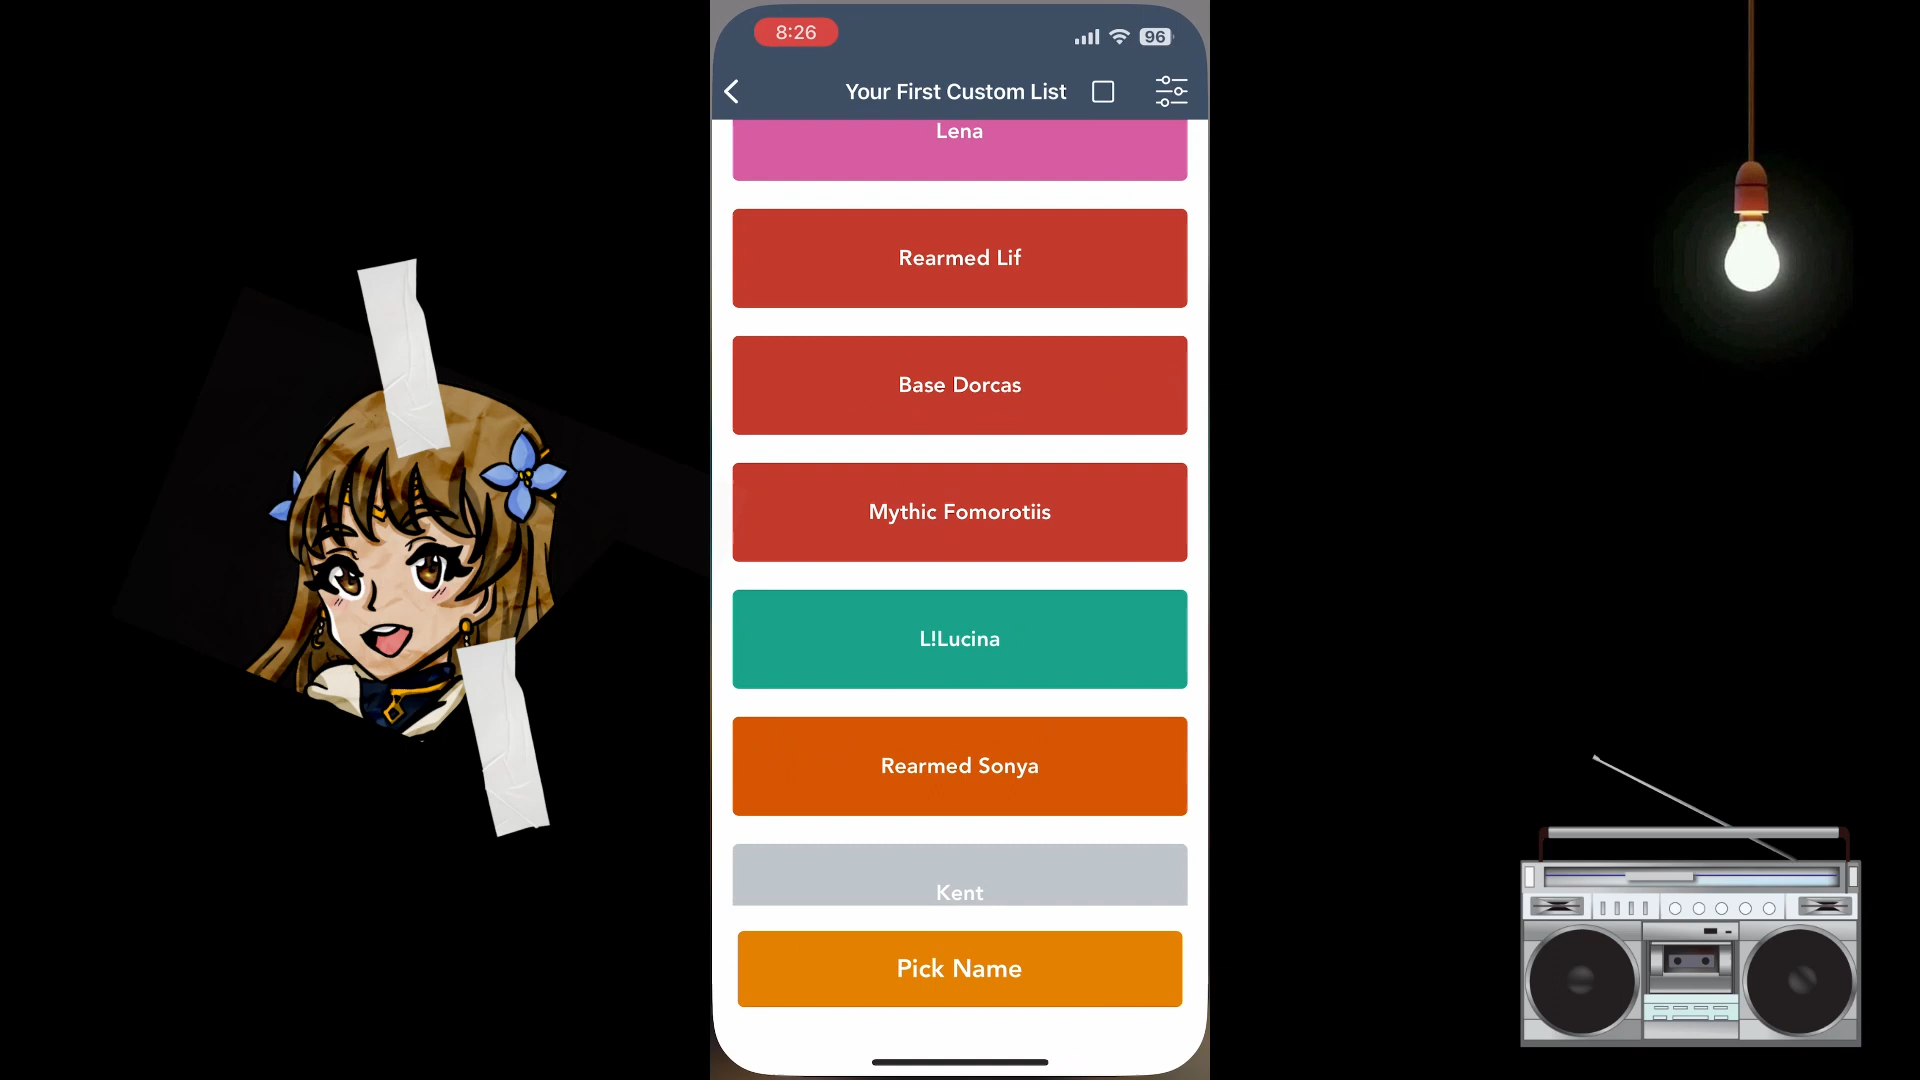 8:26
96
Your First Custom List
Lena
Rearmed Lif
Base Dorcas
Mythic Fomorotiis
L!Lucina
Rearmed Sonya
Kent
Pick Name